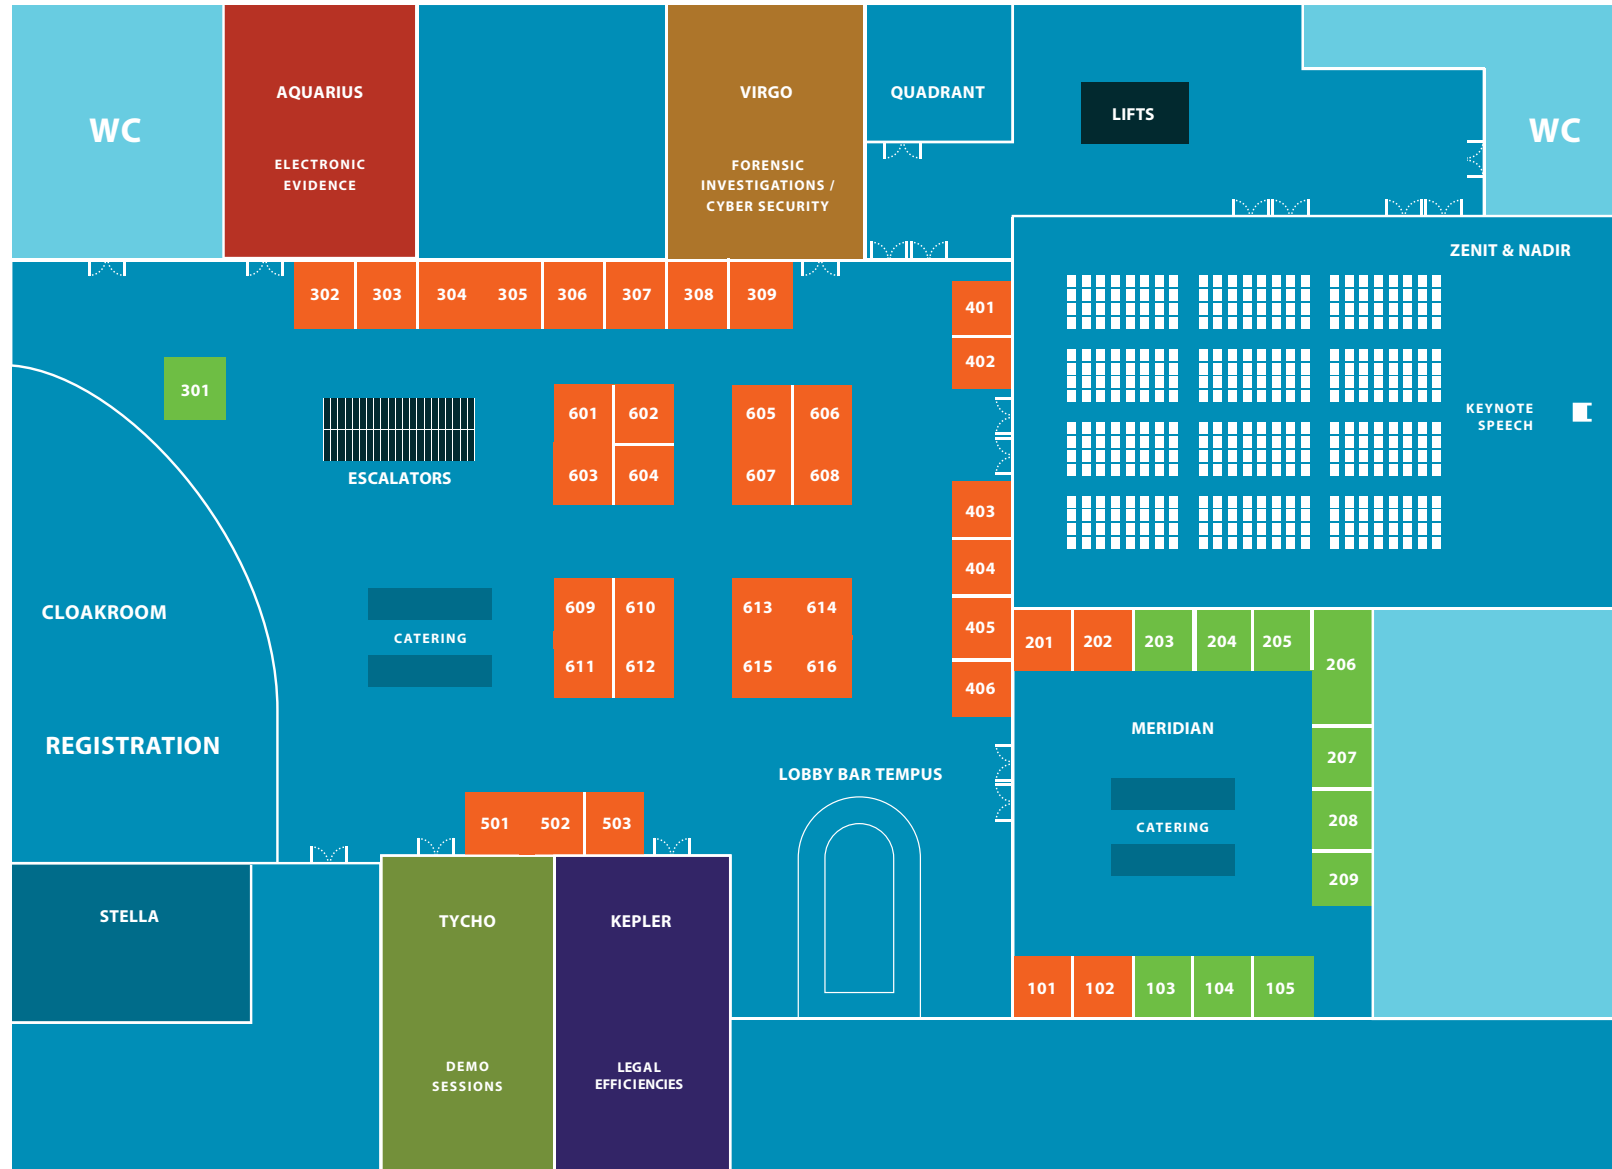 WC
AQUARIUS
ELECTRONIC
EVIDENCE
VIRGO
FORENSIC
INVESTIGATIONS /
CYBER SECURITY
QUADRANT
LIFTS
WC
ZENIT & NADIR
KEYNOTE
SPEECH
302 303 304 305 306 307 308 309
301
ESCALATORS
601 602
603 604
605 606
607 608
401
402
403
404
405
406
CLOAKROOM
REGISTRATION
CATERING
609 610
611 612
613 614
615 616
201 202 203 204 205
206
207
208
209
MERIDIAN
CATERING
LOBBY BAR TEMPUS
501 502 503
101 102 103 104 105
STELLA
TYCHO
DEMO
SESSIONS
KEPLER
LEGAL
EFFICIENCIES